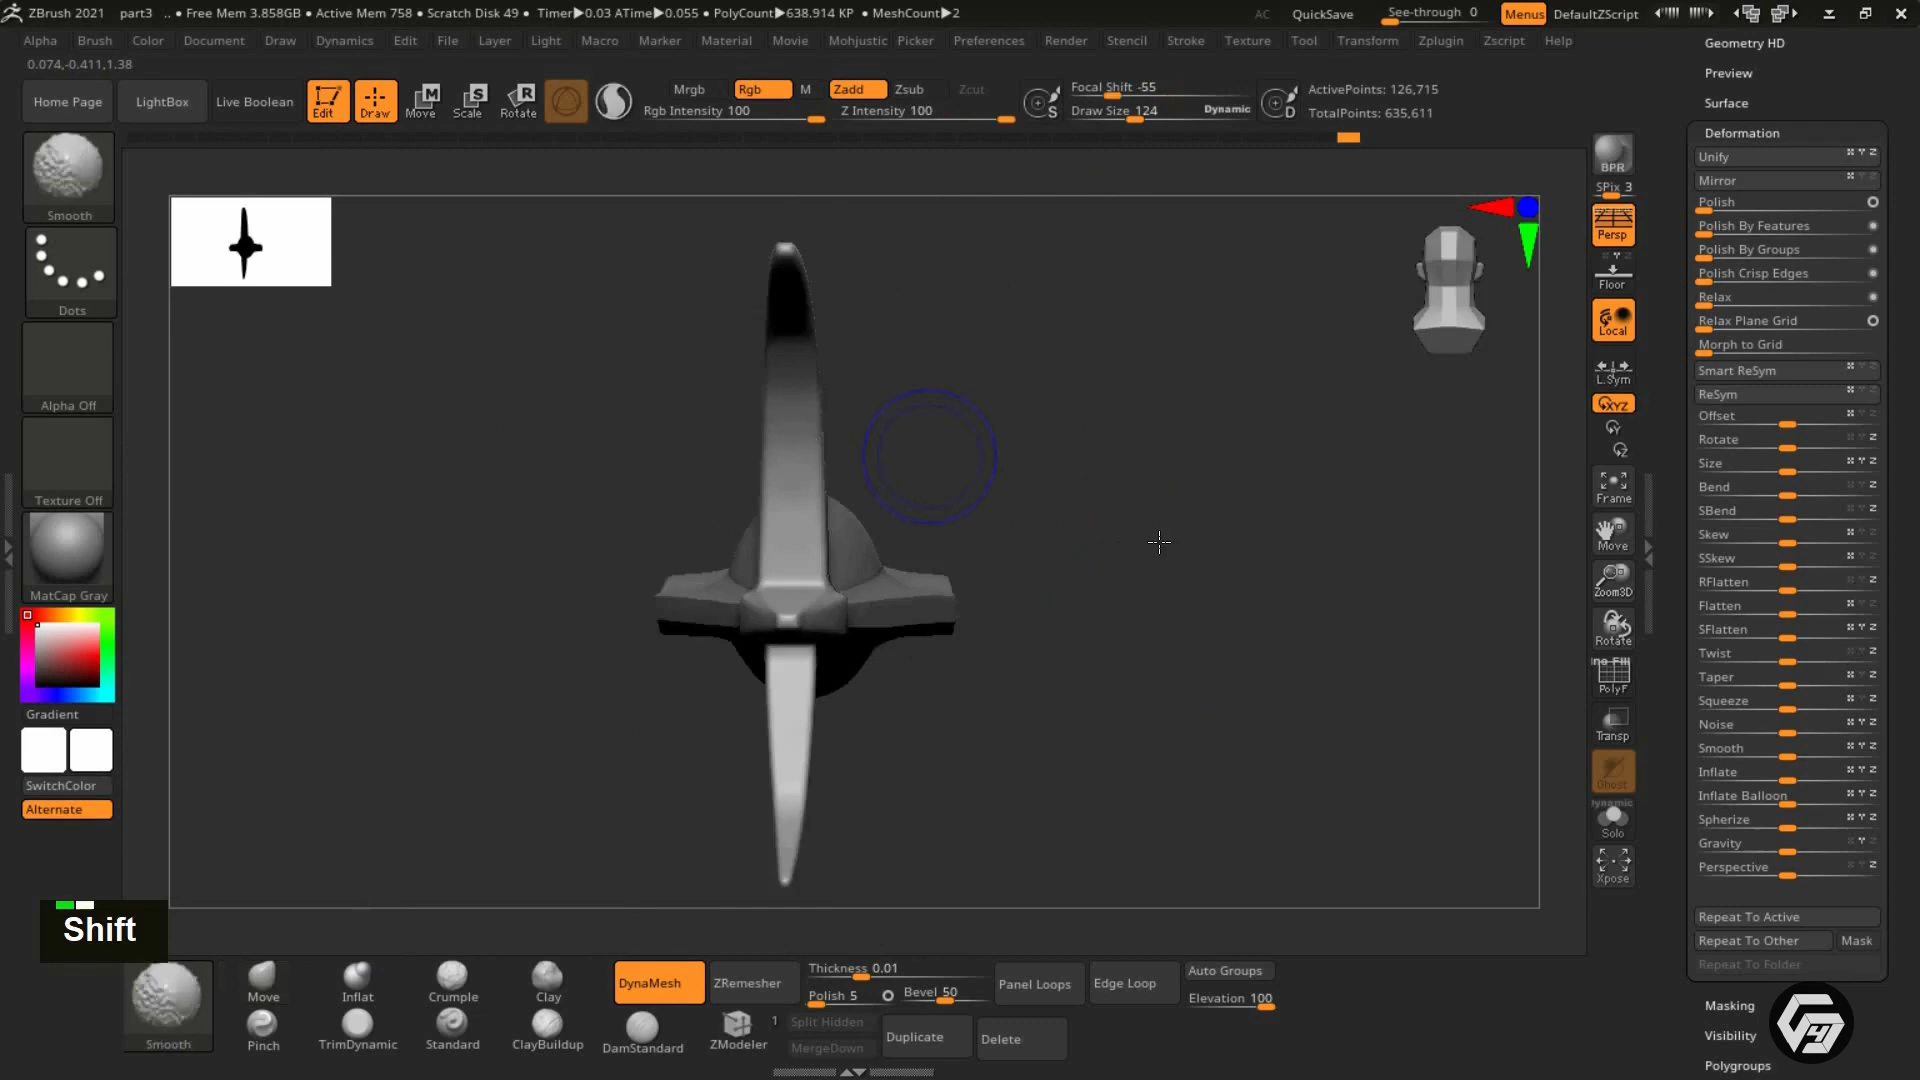 ZBrush 2021 part3 .. • Free Mem 3.858GB • Active Mem 758 • Scratch Disk 49 • Timer▶0.03 ATime▶0.055 • PolyCount▶638.914 KP • MeshCount▶2 AC QuickSave See-through 0 Menus DefaultZScript
Alpha Brush Color Document Draw Dynamics Edit File Layer Light Macro Marker Material Movie Mohjustic Picker Preferences Render Stencil Stroke Texture Tool Transform Zplugin Zscript Help
0.074,-0.411,1.38
Home Page LightBox Live Boolean Edit Draw Move Scale Rotate
Mrgb Rgb M Zadd Zsub Zcut
Rgb Intensity 100 Z Intensity 100
Focal Shift -55
Draw Size 124 Dynamic
ActivePoints: 126,715
TotalPoints: 635,611
Smooth
Dots
Alpha Off
Texture Off
MatCap Gray
Gradient
SwitchColor
Alternate
Shift
BPR
SPix 3
Persp
Floor
Local
L.Sym
XYZ
Y
Z
Frame
Move
Zoom3D
Rotate
PolyF
Transp
Ghost
Dynamic
Solo
Xpose
Geometry HD
Preview
Surface
Deformation
Unify
Mirror
Polish
Polish By Features
Polish By Groups
Polish Crisp Edges
Relax
Relax Plane Grid
Morph to Grid
Smart ReSym
ReSym
Offset
Rotate
Size
Bend
SBend
Skew
SSkew
RFlatten
Flatten
SFlatten
Twist
Taper
Squeeze
Noise
Smooth
Inflate
Inflate Balloon
Spherize
Gravity
Perspective
Repeat To Active
Repeat To Other Mask
Repeat To Folder
Masking
Visibility
Polygroups
Smooth
Move Inflat Crumple Clay
Pinch TrimDynamic Standard ClayBuildup DamStandard ZModeler 1
DynaMesh ZRemesher
Thickness 0.01
Polish 5 Bevel 50
Panel Loops Edge Loop
Auto Groups
Elevation 100
Split Hidden
MergeDown
Duplicate Delete